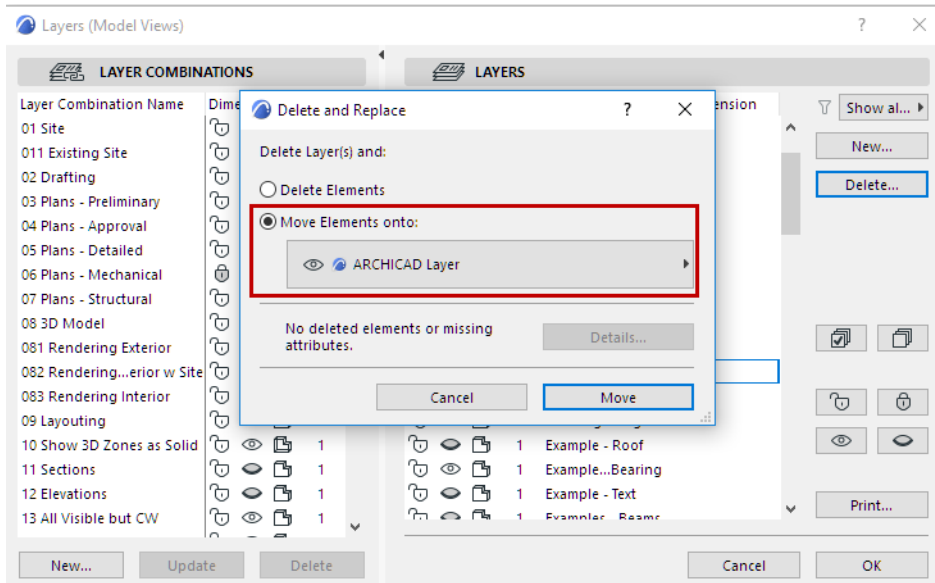 Layers (Model Views)
LAYER COMBINATIONS
LAYERS
Layer Combination Name
01 Site
011 Existing Site
02 Drafting
03 Plans - Preliminary
04 Plans - Approval
05 Plans - Detailed
06 Plans - Mechanical
07 Plans - Structural
08 3D Model
081 Rendering Exterior
082 Rendering...erior w Site
083 Rendering Interior
09 Layouting
10 Show 3D Zones as Solid 1
11 Sections 1
12 Elevations 1
13 All Visible but CW 1
New... Update Delete
Delete and Replace
Delete Layer(s) and:
Delete Elements
Move Elements onto:
ARCHICAD Layer
No deleted elements or missing
attributes.
Details...
Cancel Move
1 Example - Roof
1 Example...Bearing
1 Example - Text
1 Examples - Beams
Show al...
New...
Delete...
Print...
Cancel OK